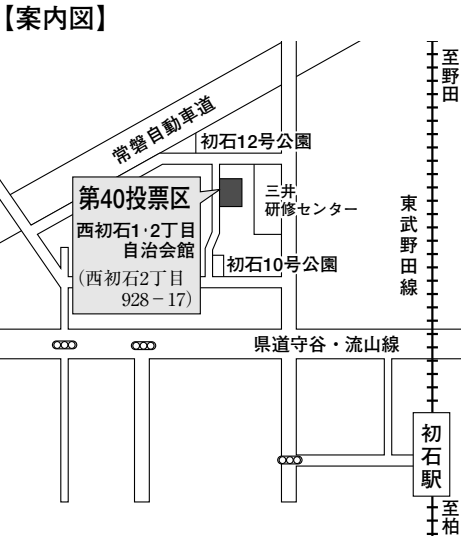 【案内図】
至野田
常磐自動車道
初石12号公園
第40投票区
西初石1・2丁目
自治会館
(西初石2丁目
928－17)
三井
研修センター
東武野田線
初石10号公園
県道守谷・流山線
初石駅
至柏